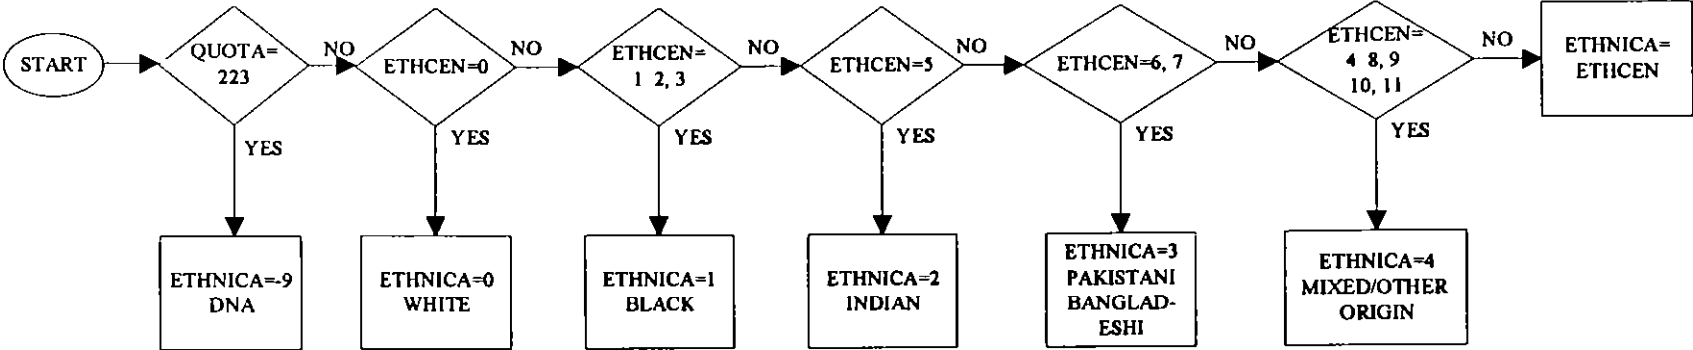 START
QUOTA=
223
NO
YES
ETHNICA=-9
DNA
ETHCEN=0
NO
YES
ETHNICA=0
WHITE
ETHCEN=
1 2, 3
NO
YES
ETHNICA=1
BLACK
ETHCEN=5
NO
YES
ETHNICA=2
INDIAN
ETHCEN=6, 7
NO
YES
ETHNICA=3
PAKISTANI
BANGLAD-
ESHI
ETHCEN=
4 8, 9
10, 11
NO
YES
ETHNICA=4
MIXED/OTHER
ORIGIN
ETHNICA=
ETHCEN